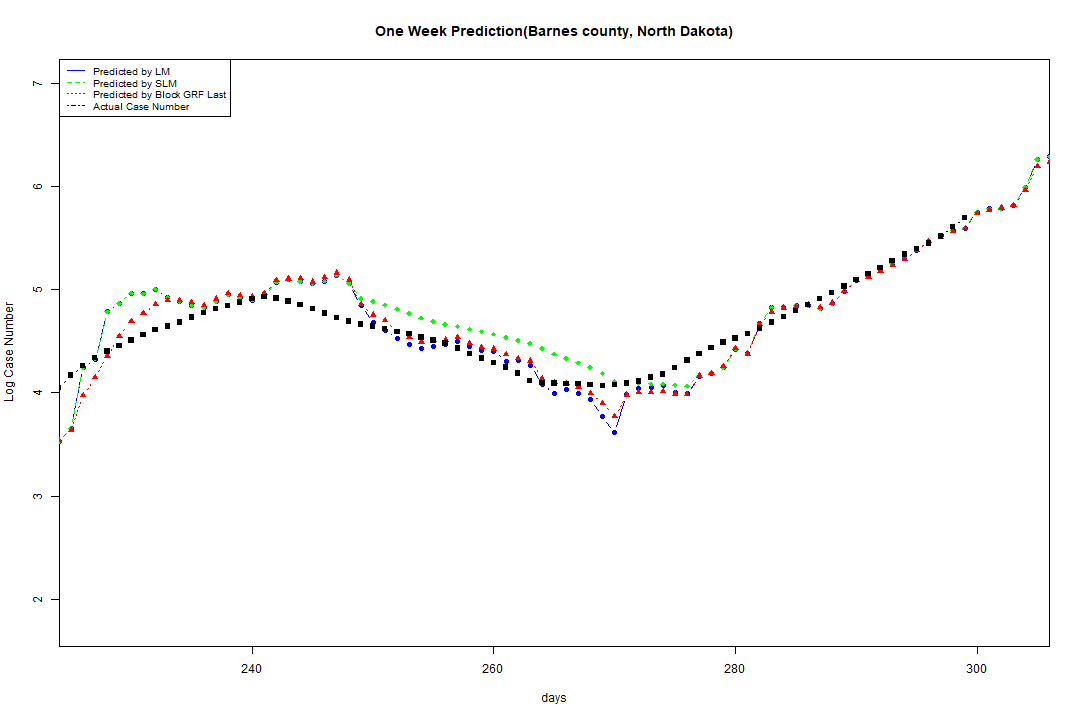 One Week Prediction(Barnes county, North Dakota)
Predicted by LM
Predicted by SLM
Predicted by Block GRF Last
Actual Case Number
7
6
5
4
3
2
Log Case Number
240
260
280
300
days